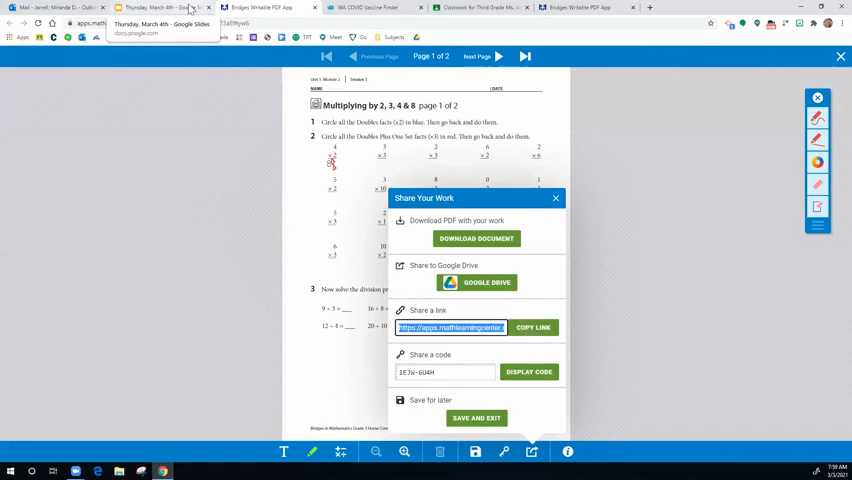 Mail - Jarrell, Miranda D. - Outlo
Thursday, March 4th - Google Sl
Bridges Writable PDF App
WA COVID Vaccine Finder
Classwork for Third Grade Ms. Ja
Bridges Writable PDF App
apps.math
73a59tyw6
Thursday, March 4th - Google Slides
docs.google.com
Apps
Meet
Go
Subjects
Previous Page
Page 1 of 2
Next Page
Unit 5 Module 2 | Session 3
NAME | DATE
Multiplying by 2, 3, 4 & 8 page 1 of 2
1 Circle all the Doubles facts (×2) in blue. Then go back and do them.
2 Circle all the Doubles Plus One Set facts (×3) in red. Then go back and do them.
4 3 2 6 2
× 2 × 3 × 3 × 2 × 6
8
5 3 8 0 1
× 2 × 10
5 2
× 3 × 1
6 10
× 3 × 2
3 Now solve the division pr
9 ÷ 3 = ___ 16 ÷ 8 =
12 ÷ 4 = ___ 20 ÷ 10
Bridges in Mathematics Grade 3 Home Con
Share Your Work
Download PDF with your work
DOWNLOAD DOCUMENT
Share to Google Drive
GOOGLE DRIVE
Share a link
https://apps.mathlearningcenter.o
COPY LINK
Share a code
1EJW-6U4H
DISPLAY CODE
Save for later
SAVE AND EXIT
T
7:59 AM
3/3/2021